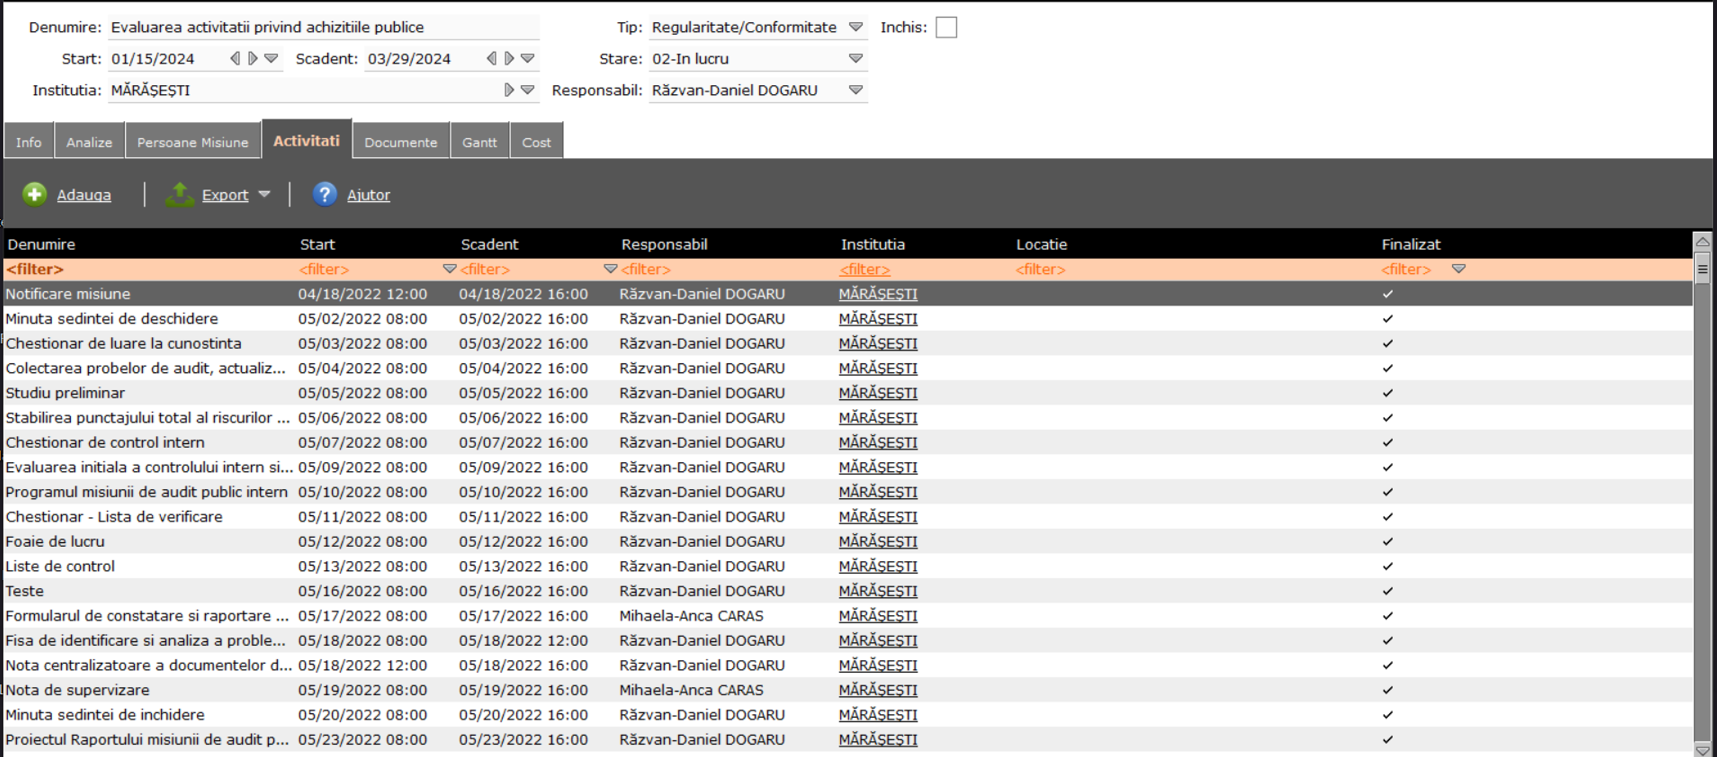 Denumire: Evaluarea activitatii privind achizitiile publice Tip: Regularitate/Conformitate Inchis:
Start: 01/15/2024 Scadent: 03/29/2024 Stare: 02-In lucru
Institutia: MĂRĂȘEȘTI Responsabil: Răzvan-Daniel DOGARU
Info Analize Persoane Misiune Activitati Documente Gantt Cost
Adauga Export Ajutor
Denumire Start Scadent Responsabil Institutia Locatie Finalizat
<filter> <filter> <filter> <filter> <filter> <filter> <filter>
Notificare misiune 04/18/2022 12:00 04/18/2022 16:00 Răzvan-Daniel DOGARU MĂRĂȘEȘTI ✓
Minuta sedintei de deschidere 05/02/2022 08:00 05/02/2022 16:00 Răzvan-Daniel DOGARU MĂRĂȘEȘTI ✓
Chestionar de luare la cunostinta 05/03/2022 08:00 05/03/2022 16:00 Răzvan-Daniel DOGARU MĂRĂȘEȘTI ✓
Colectarea probelor de audit, actualiz... 05/04/2022 08:00 05/04/2022 16:00 Răzvan-Daniel DOGARU MĂRĂȘEȘTI ✓
Studiu preliminar 05/05/2022 08:00 05/05/2022 16:00 Răzvan-Daniel DOGARU MĂRĂȘEȘTI ✓
Stabilirea punctajului total al riscurilor ... 05/06/2022 08:00 05/06/2022 16:00 Răzvan-Daniel DOGARU MĂRĂȘEȘTI ✓
Chestionar de control intern 05/07/2022 08:00 05/07/2022 16:00 Răzvan-Daniel DOGARU MĂRĂȘEȘTI ✓
Evaluarea initiala a controlului intern si... 05/09/2022 08:00 05/09/2022 16:00 Răzvan-Daniel DOGARU MĂRĂȘEȘTI ✓
Programul misiunii de audit public intern 05/10/2022 08:00 05/10/2022 16:00 Răzvan-Daniel DOGARU MĂRĂȘEȘTI ✓
Chestionar - Lista de verificare 05/11/2022 08:00 05/11/2022 16:00 Răzvan-Daniel DOGARU MĂRĂȘEȘTI ✓
Foaie de lucru 05/12/2022 08:00 05/12/2022 16:00 Răzvan-Daniel DOGARU MĂRĂȘEȘTI ✓
Liste de control 05/13/2022 08:00 05/13/2022 16:00 Răzvan-Daniel DOGARU MĂRĂȘEȘTI ✓
Teste 05/16/2022 08:00 05/16/2022 16:00 Răzvan-Daniel DOGARU MĂRĂȘEȘTI ✓
Formularul de constatare si raportare ... 05/17/2022 08:00 05/17/2022 16:00 Mihaela-Anca CARAS MĂRĂȘEȘTI ✓
Fisa de identificare si analiza a proble... 05/18/2022 08:00 05/18/2022 12:00 Răzvan-Daniel DOGARU MĂRĂȘEȘTI ✓
Nota centralizatoare a documentelor d... 05/18/2022 12:00 05/18/2022 16:00 Răzvan-Daniel DOGARU MĂRĂȘEȘTI ✓
Nota de supervizare 05/19/2022 08:00 05/19/2022 16:00 Mihaela-Anca CARAS MĂRĂȘEȘTI ✓
Minuta sedintei de inchidere 05/20/2022 08:00 05/20/2022 16:00 Răzvan-Daniel DOGARU MĂRĂȘEȘTI ✓
Proiectul Raportului misiunii de audit p... 05/23/2022 08:00 05/23/2022 16:00 Răzvan-Daniel DOGARU MĂRĂȘEȘTI ✓